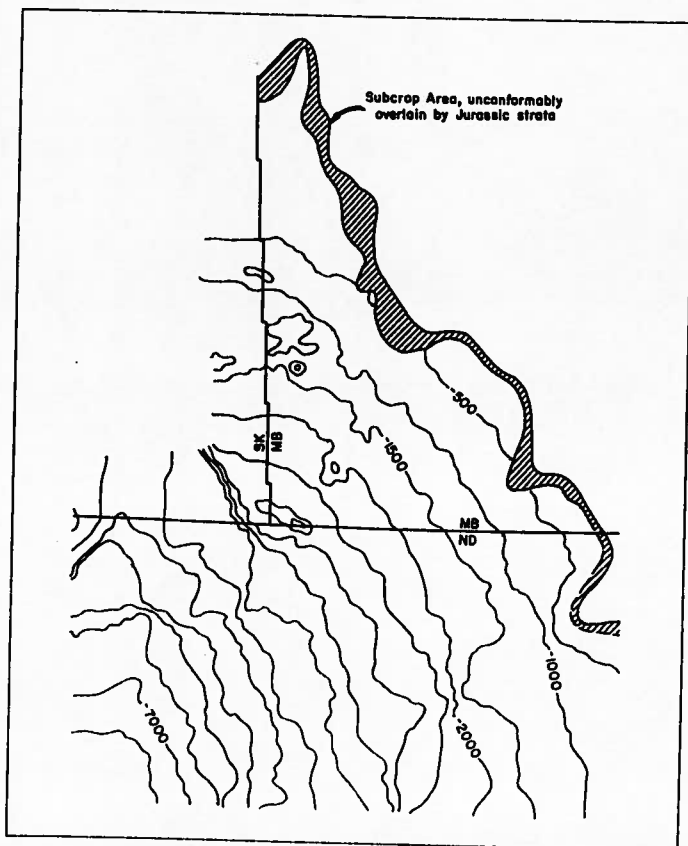 Subcrop Area, unconformably
overlain by Jurassic strata
-500
SK
MB
-1500
MB
ND
-1000
-7000
-2000